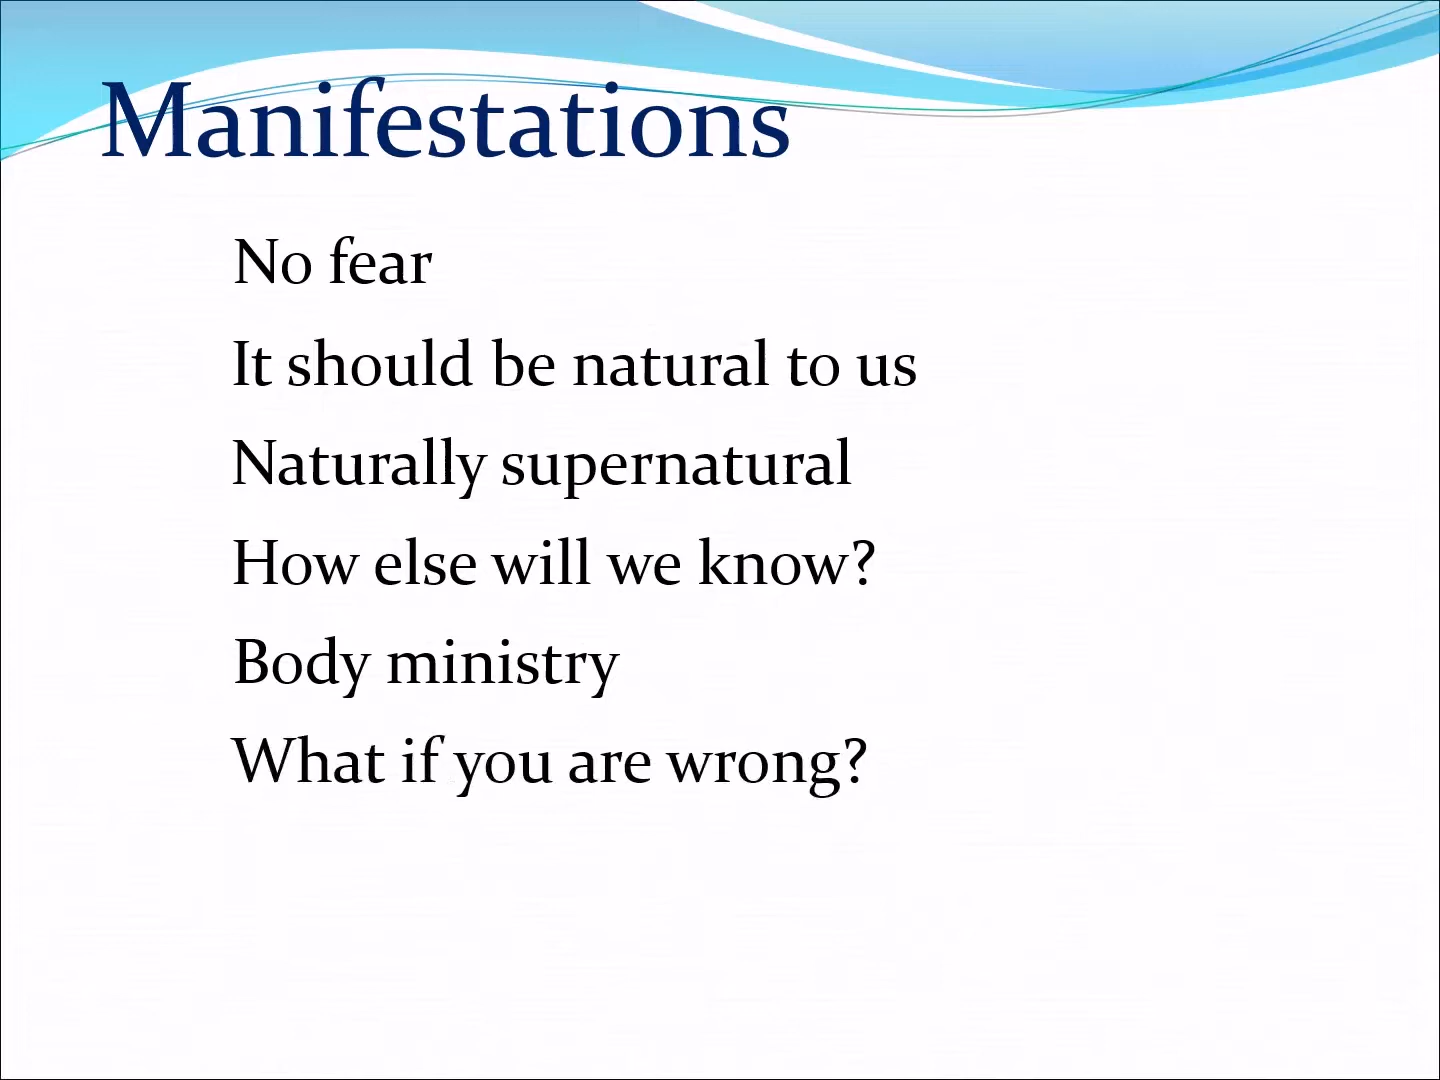 Manifestations
No fear
It should be natural to us
Naturally supernatural
How else will we know?
Body ministry
What if you are wrong?